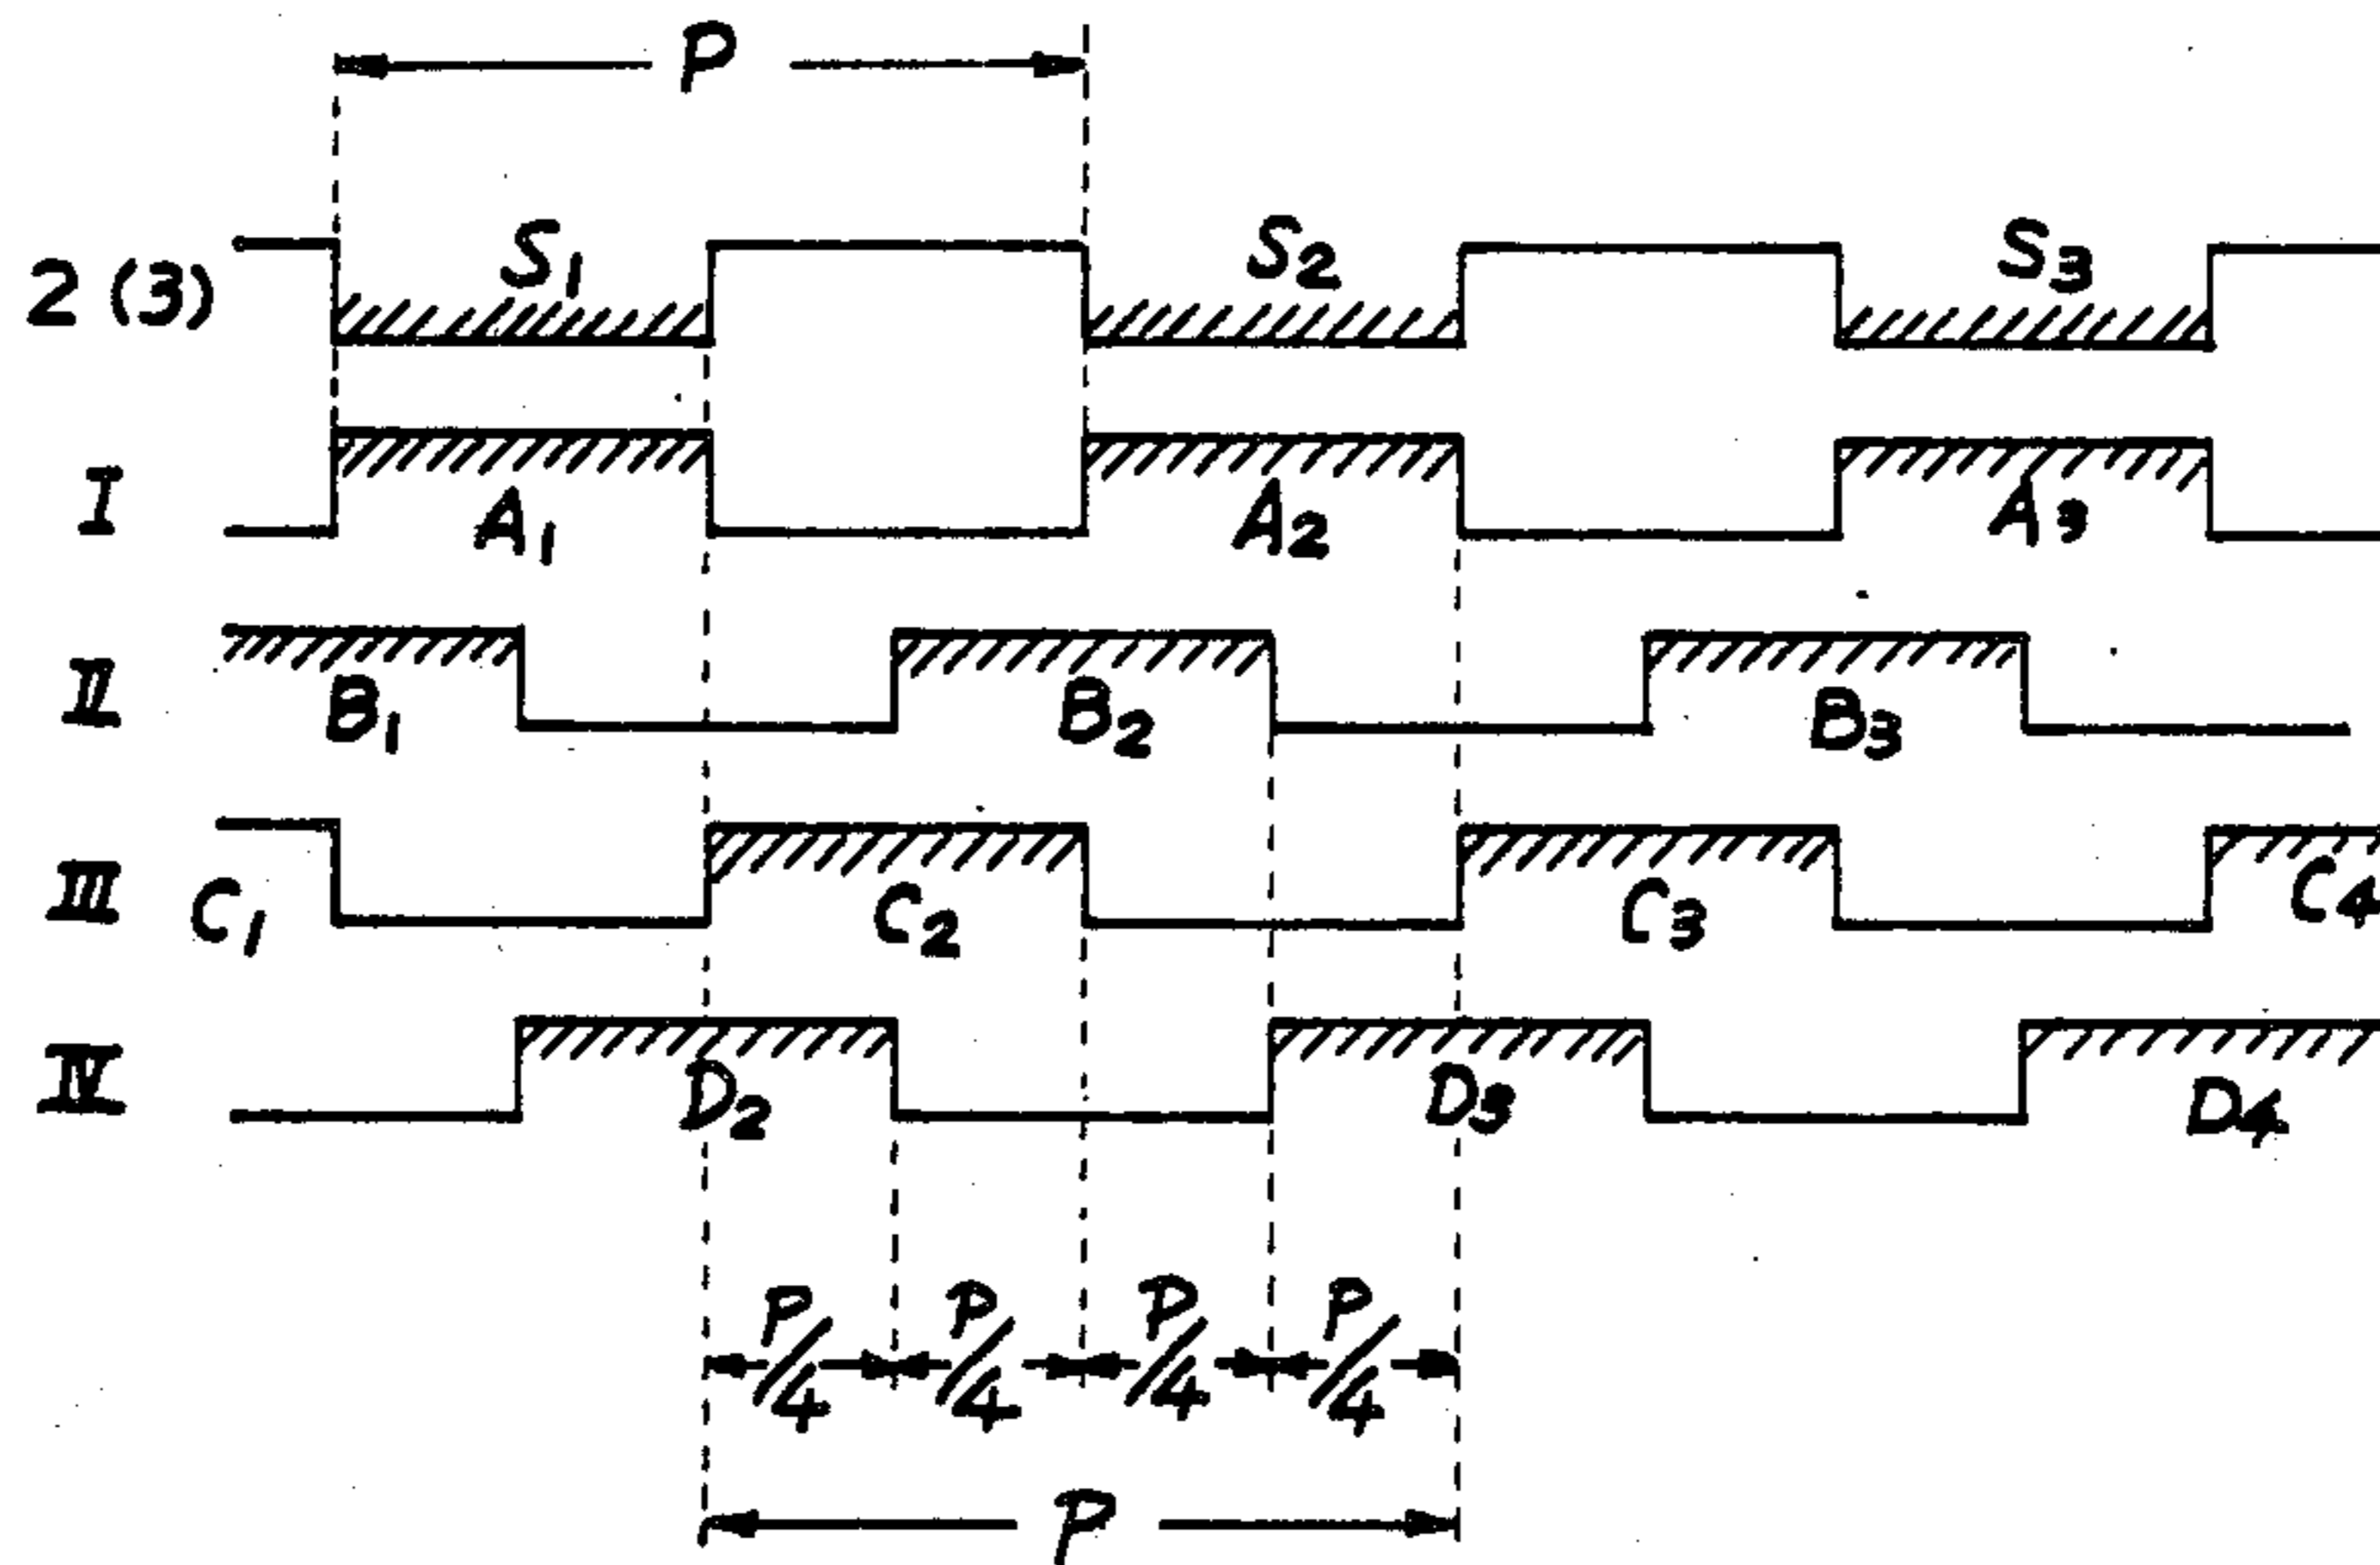 P
2 (3) S1 S2 S3
I A1 A2 A3
II B1 B2 B3
III C1 C2 C3 C4
IV D2 D3 D4
P/4 P/4 P/4 P/4
P